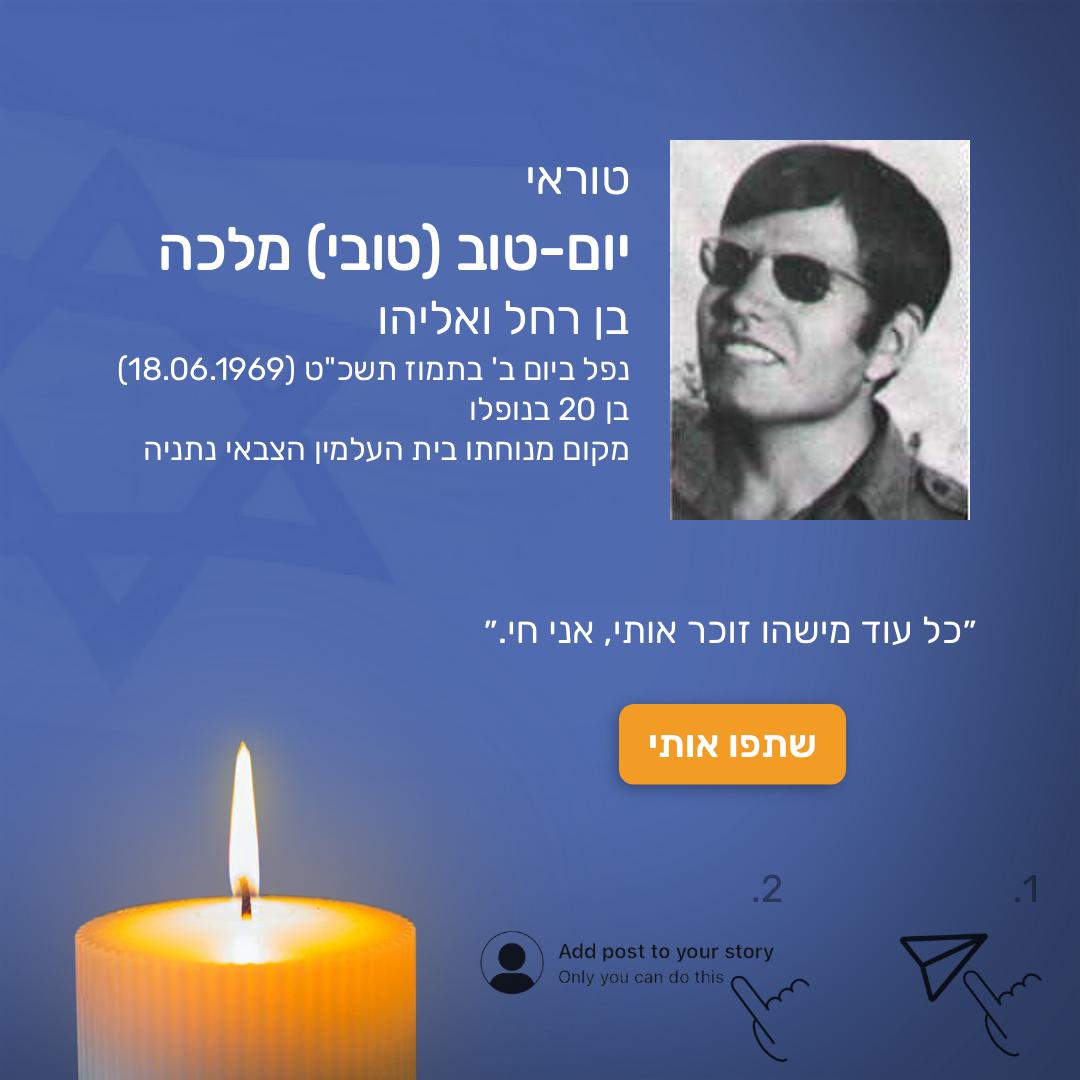 טוראי
יום-טוב (טובי) מלכה
בן רחל ואליהו
נפל ביום ב' בתמוז תשכ"ט (18.06.1969)
בן 20 בנופלו
מקום מנוחתו בית העלמין הצבאי נתניה
״כל עוד מישהו זוכר אותי, אני חי.״
שתפו אותי
1.
2.
Add post to your story
Only you can do this